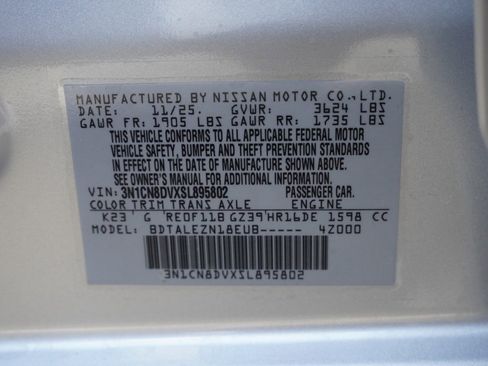 MANUFACTURED BY NISSAN MOTOR CO.,LTD.
DATE: 11/25. GVWR: 3624 LBS
GAWR FR: 1905 LBS GAWR RR: 1735 LBS
THIS VEHICLE CONFORMS TO ALL APPLICABLE FEDERAL MOTOR
VEHICLE SAFETY, BUMPER AND THEFT PREVENTION STANDARDS
IN EFFECT ON THE DATE OF MANUFACTURE SHOWN ABOVE.
SEE OWNER'S MANUAL FOR ADDITIONAL INFORMATION.
VIN: 3N1CN8DVXSL895802 PASSENGER CAR.
COLOR TRIM TRANS AXLE ENGINE
K23 G RE0F11B GZ39 HR16DE 1598 CC
MODEL: BDTALEZN18EUB----- 4Z000
3N1CN8DVXSL895802